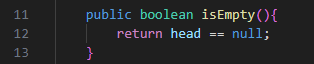 11 public boolean isEmpty(){
12 return head == null;
13 }